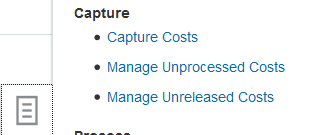 Capture
Capture Costs
Manage Unprocessed Costs
Manage Unreleased Costs